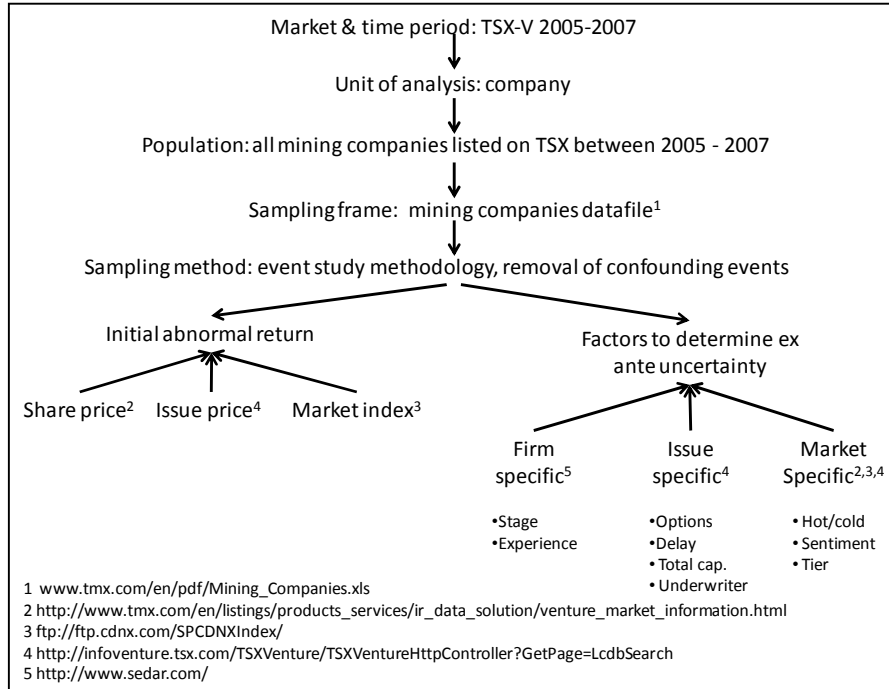 Market & time period: TSX-V 2005-2007
Unit of analysis: company
Population: all mining companies listed on TSX between 2005 - 2007
Sampling frame: mining companies datafile1
Sampling method: event study methodology, removal of confounding events
Initial abnormal return
Factors to determine ex
ante uncertainty
Share price2
Issue price4
Market index3
Firm
specific5
Issue
specific4
Market
Specific2,3,4
•Stage
•Experience
•Options
•Delay
• Total cap.
• Underwriter
• Hot/cold
• Sentiment
• Tier
1 www.tmx.com/en/pdf/Mining_Companies.xls
2 http://www.tmx.com/en/listings/products_services/ir_data_solution/venture_market_information.html
3 ftp://ftp.cdnx.com/SPCDNXIndex/
4 http://infoventure.tsx.com/TSXVenture/TSXVentureHttpController?GetPage=LcdbSearch
5 http://www.sedar.com/